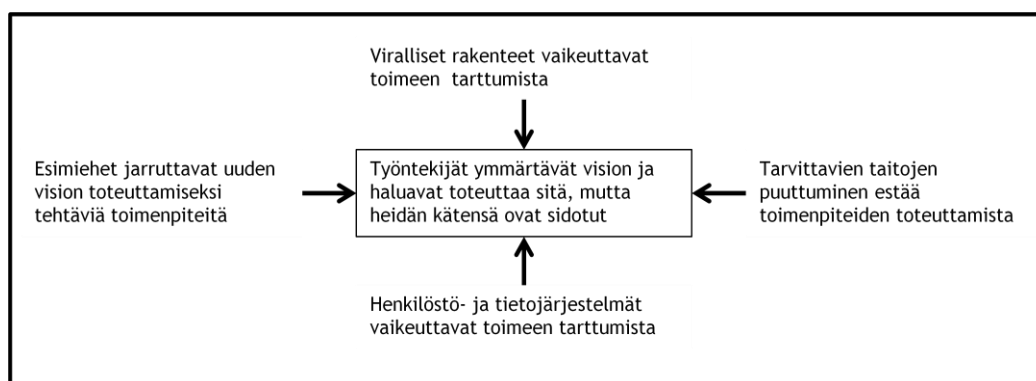 Viralliset rakenteet vaikeuttavat
toimeen tarttumista
Esimiehet jarruttavat uuden
vision toteuttamiseksi
tehtäviä toimenpiteitä
Työntekijät ymmärtävät vision ja
haluavat toteuttaa sitä, mutta
heidän kätensä ovat sidotut
Tarvittavien taitojen
puuttuminen estää
toimenpiteiden toteuttamista
Henkilöstö- ja tietojärjestelmät
vaikeuttavat toimeen tarttumista